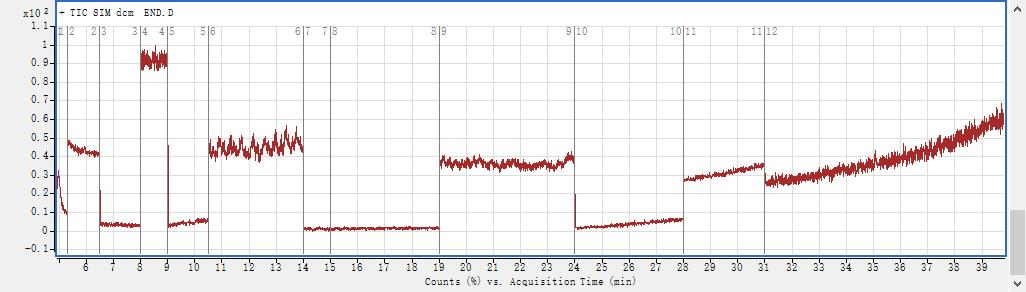 x10 2
+ TIC SIM dcm END.D
1.1
1 2 2 3 3 4 4 5 5 6 6 7 7 8 8 9 9 10 10 11 11 12
1
0.9
0.8
0.7
0.6
0.5
0.4
0.3
0.2
0.1
0
-0.1
6 7 8 9 10 11 12 13 14 15 16 17 18 19 20 21 22 23 24 25 26 27 28 29 30 31 32 33 34 35 36 37 38 39
Counts (%) vs. Acquisition Time (min)